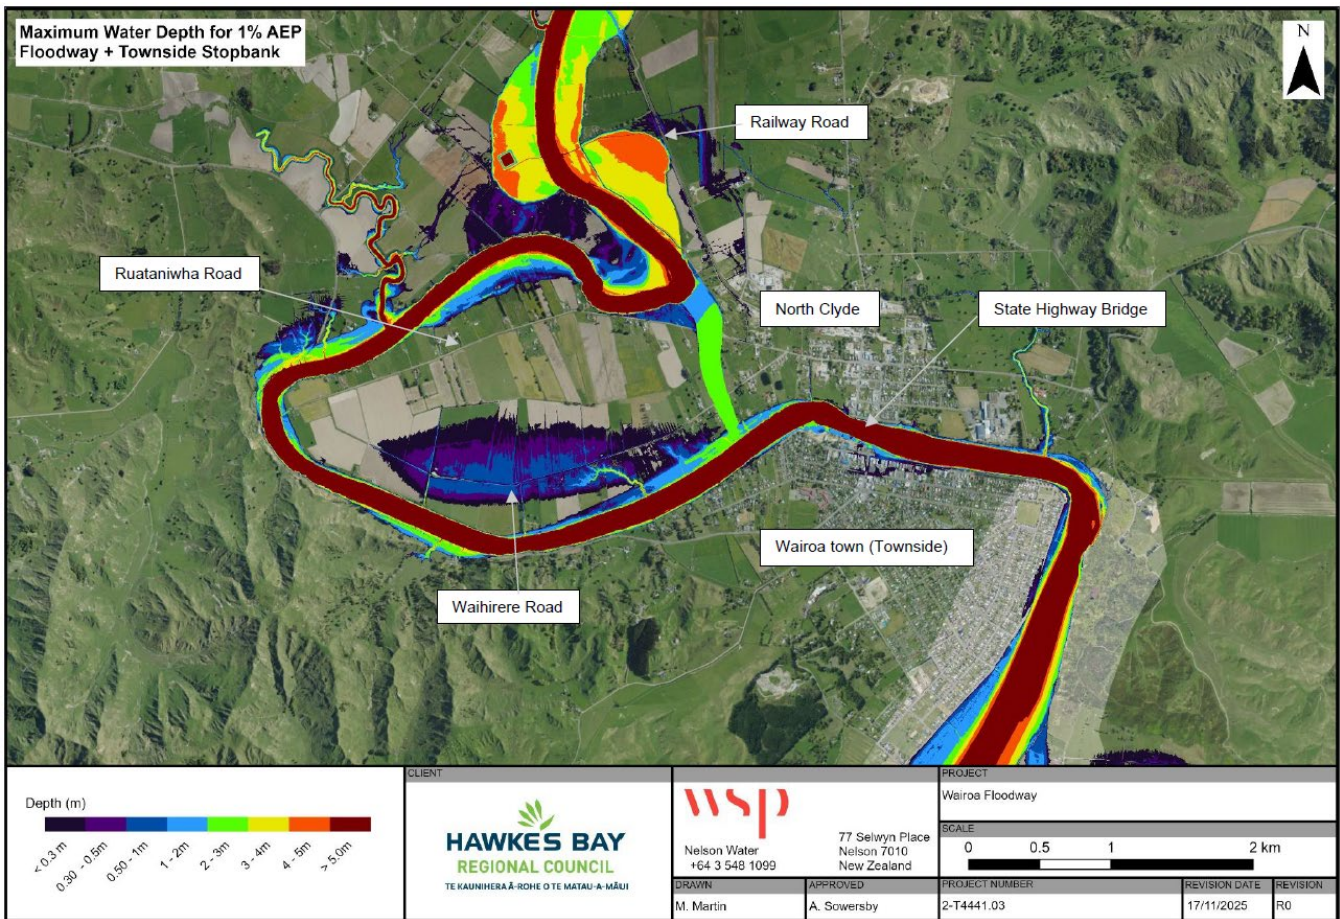 Maximum Water Depth for 1% AEP
Floodway + Townside Stopbank
N
Railway Road
Ruataniwha Road
North Clyde
State Highway Bridge
Wairoa town (Townside)
Waihirere Road
Depth (m)
< 0.3 m
0.30 - 0.5m
0.50 - 1m
1 - 2m
2 - 3m
3 - 4m
4 - 5m
> 5.0m
CLIENT
HAWKES BAY
REGIONAL COUNCIL
TE KAUNIHERA Ā-ROHE O TE MATAU-A-MĀUI
wsp
Nelson Water
+64 3 548 1099
77 Selwyn Place
Nelson 7010
New Zealand
DRAWN
M. Martin
APPROVED
A. Sowersby
PROJECT
Wairoa Floodway
SCALE
0 0.5 1 2 km
PROJECT NUMBER
2-T4441.03
REVISION DATE
17/11/2025
REVISION
R0